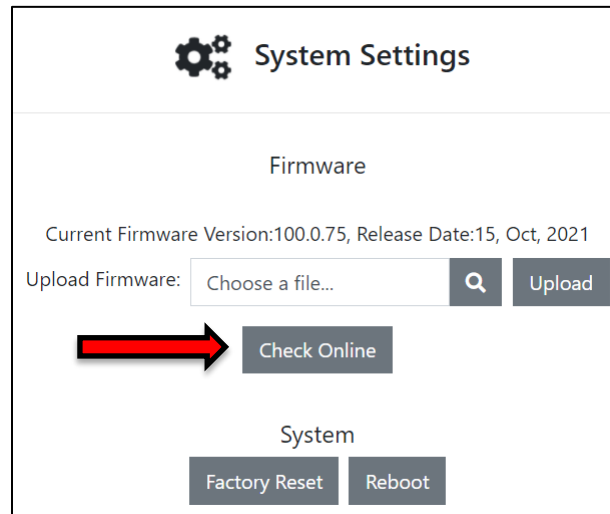 System Settings
Firmware
Current Firmware Version:100.0.75, Release Date:15, Oct, 2021
Upload Firmware: Choose a file... Upload
Check Online
System
Factory Reset Reboot